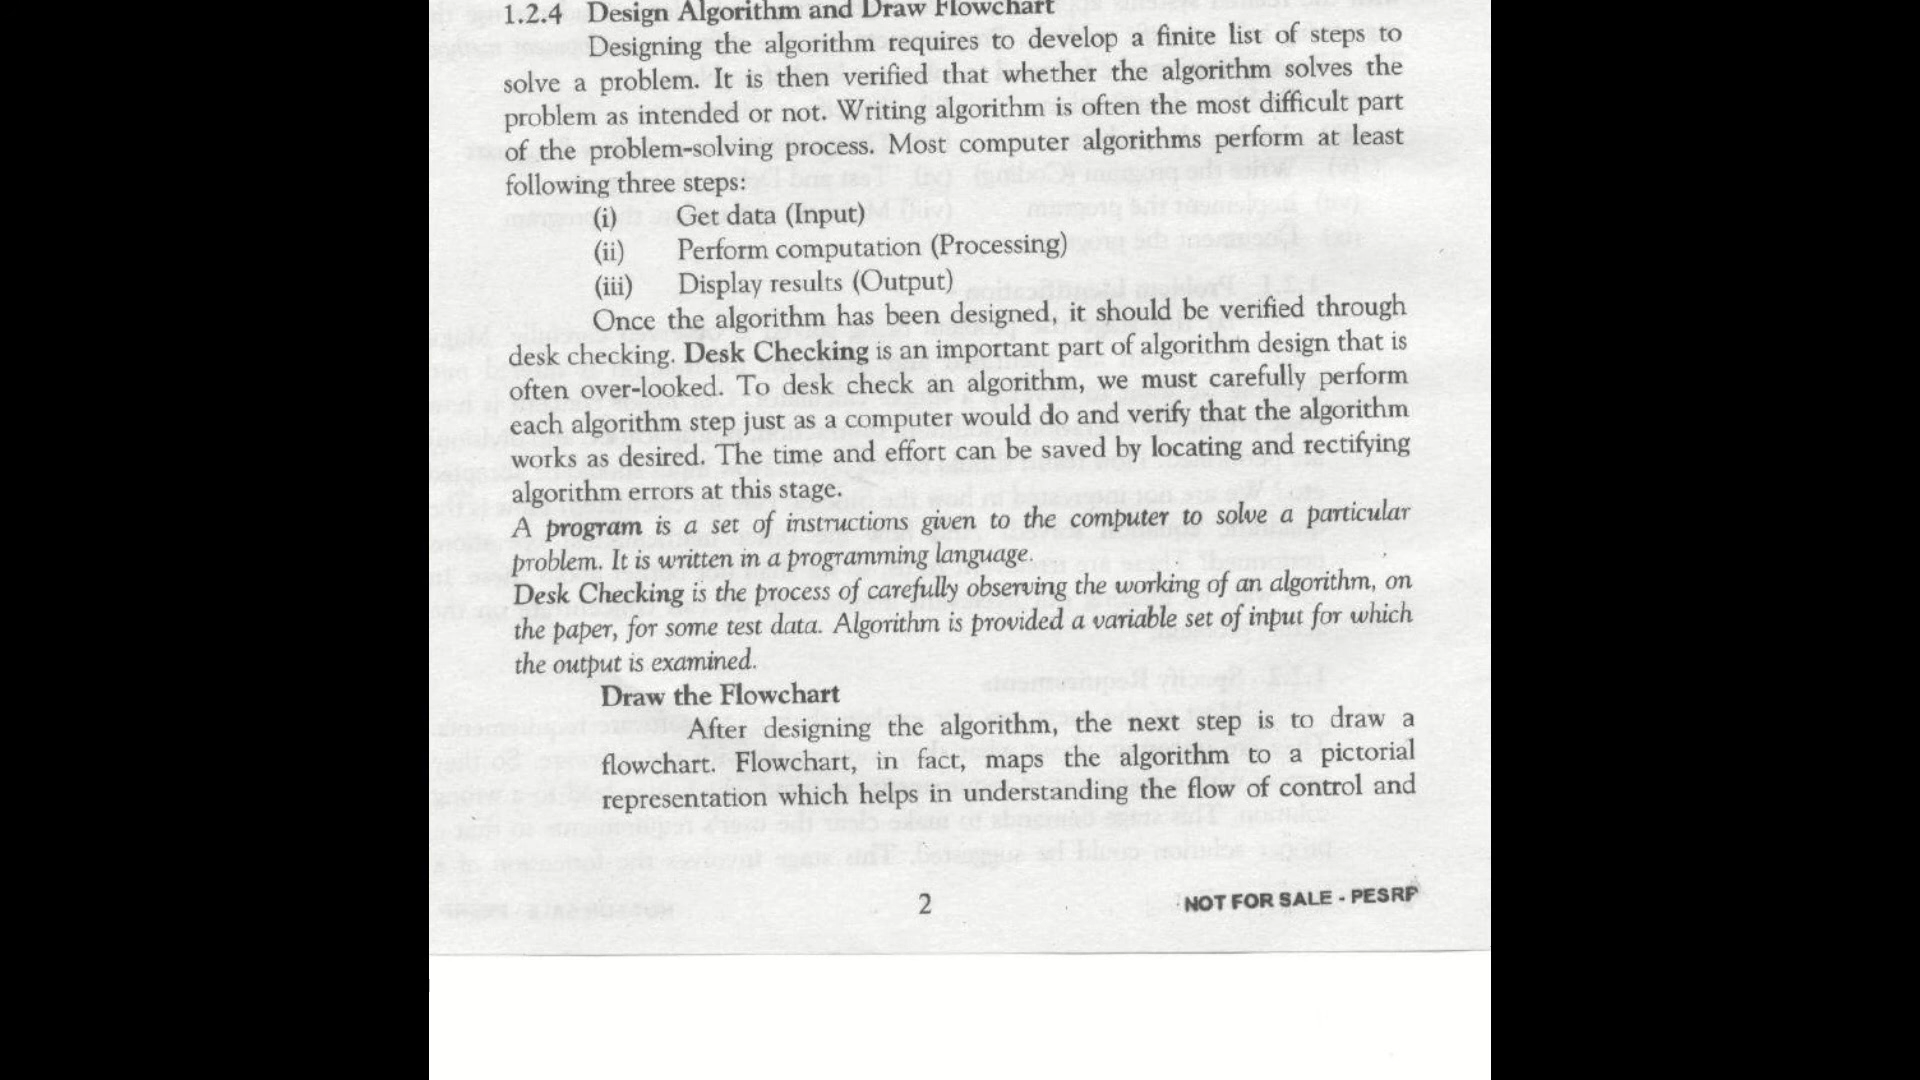 1.2.4 Design Algorithm and Draw Flowchart
Designing the algorithm requires to develop a finite list of steps to
solve a problem. It is then verified that whether the algorithm solves the
problem as intended or not. Writing algorithm is often the most difficult part
of the problem-solving process. Most computer algorithms perform at least
following three steps:
(i) Get data (Input)
(ii) Perform computation (Processing)
(iii) Display results (Output)
Once the algorithm has been designed, it should be verified through
desk checking. Desk Checking is an important part of algorithm design that is
often over-looked. To desk check an algorithm, we must carefully perform
each algorithm step just as a computer would do and verify that the algorithm
works as desired. The time and effort can be saved by locating and rectifying
algorithm errors at this stage.
A program is a set of instructions given to the computer to solve a particular
problem. It is written in a programming language.
Desk Checking is the process of carefully observing the working of an algorithm, on
the paper, for some test data. Algorithm is provided a variable set of input for which
the output is examined.
Draw the Flowchart
After designing the algorithm, the next step is to draw a
flowchart. Flowchart, in fact, maps the algorithm to a pictorial
representation which helps in understanding the flow of control and
2
NOT FOR SALE - PESRP